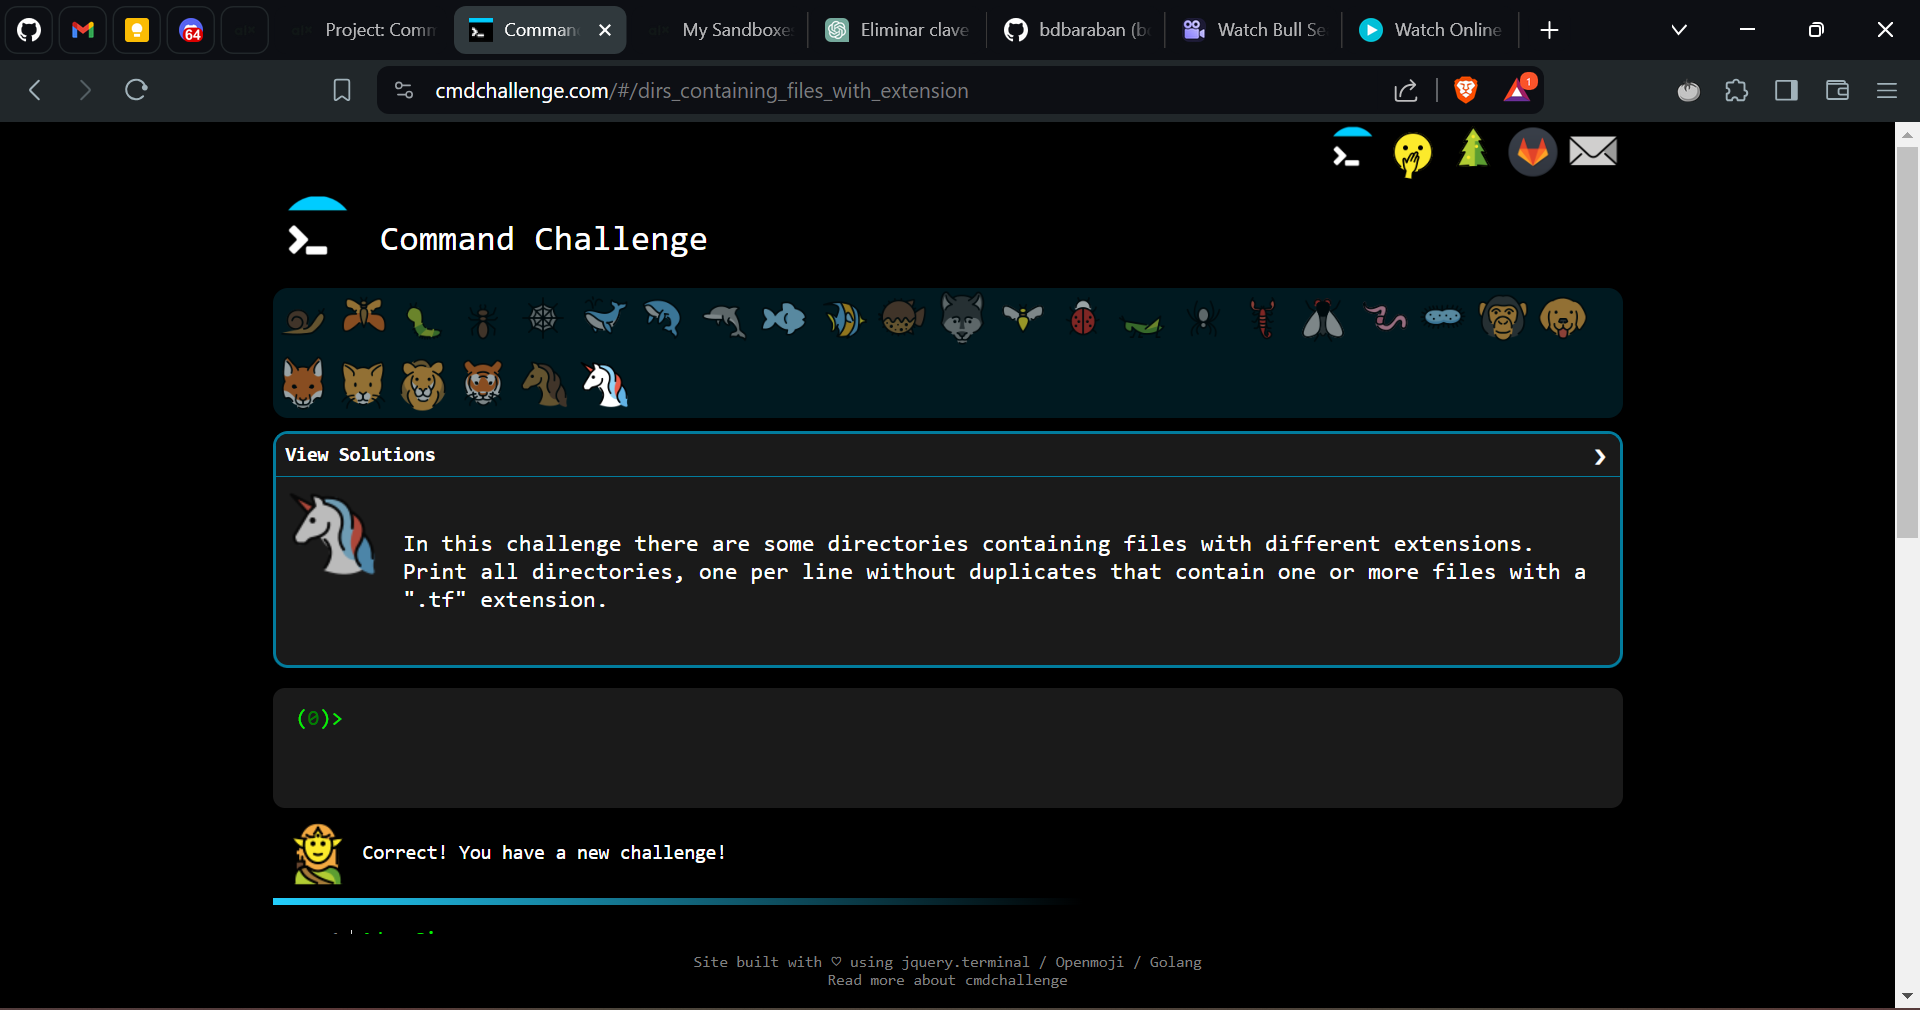 64
Project: Comm
Comman
My Sandboxe
Eliminar clave
bdbaraban (b
Watch Bull Se
Watch Online
cmdchallenge.com/#/dirs_containing_files_with_extension
1
Command Challenge
View Solutions
In this challenge there are some directories containing files with different extensions.
Print all directories, one per line without duplicates that contain one or more files with a
".tf" extension.
(0)>
Correct! You have a new challenge!
Site built with ♡ using jquery.terminal / Openmoji / Golang
Read more about cmdchallenge